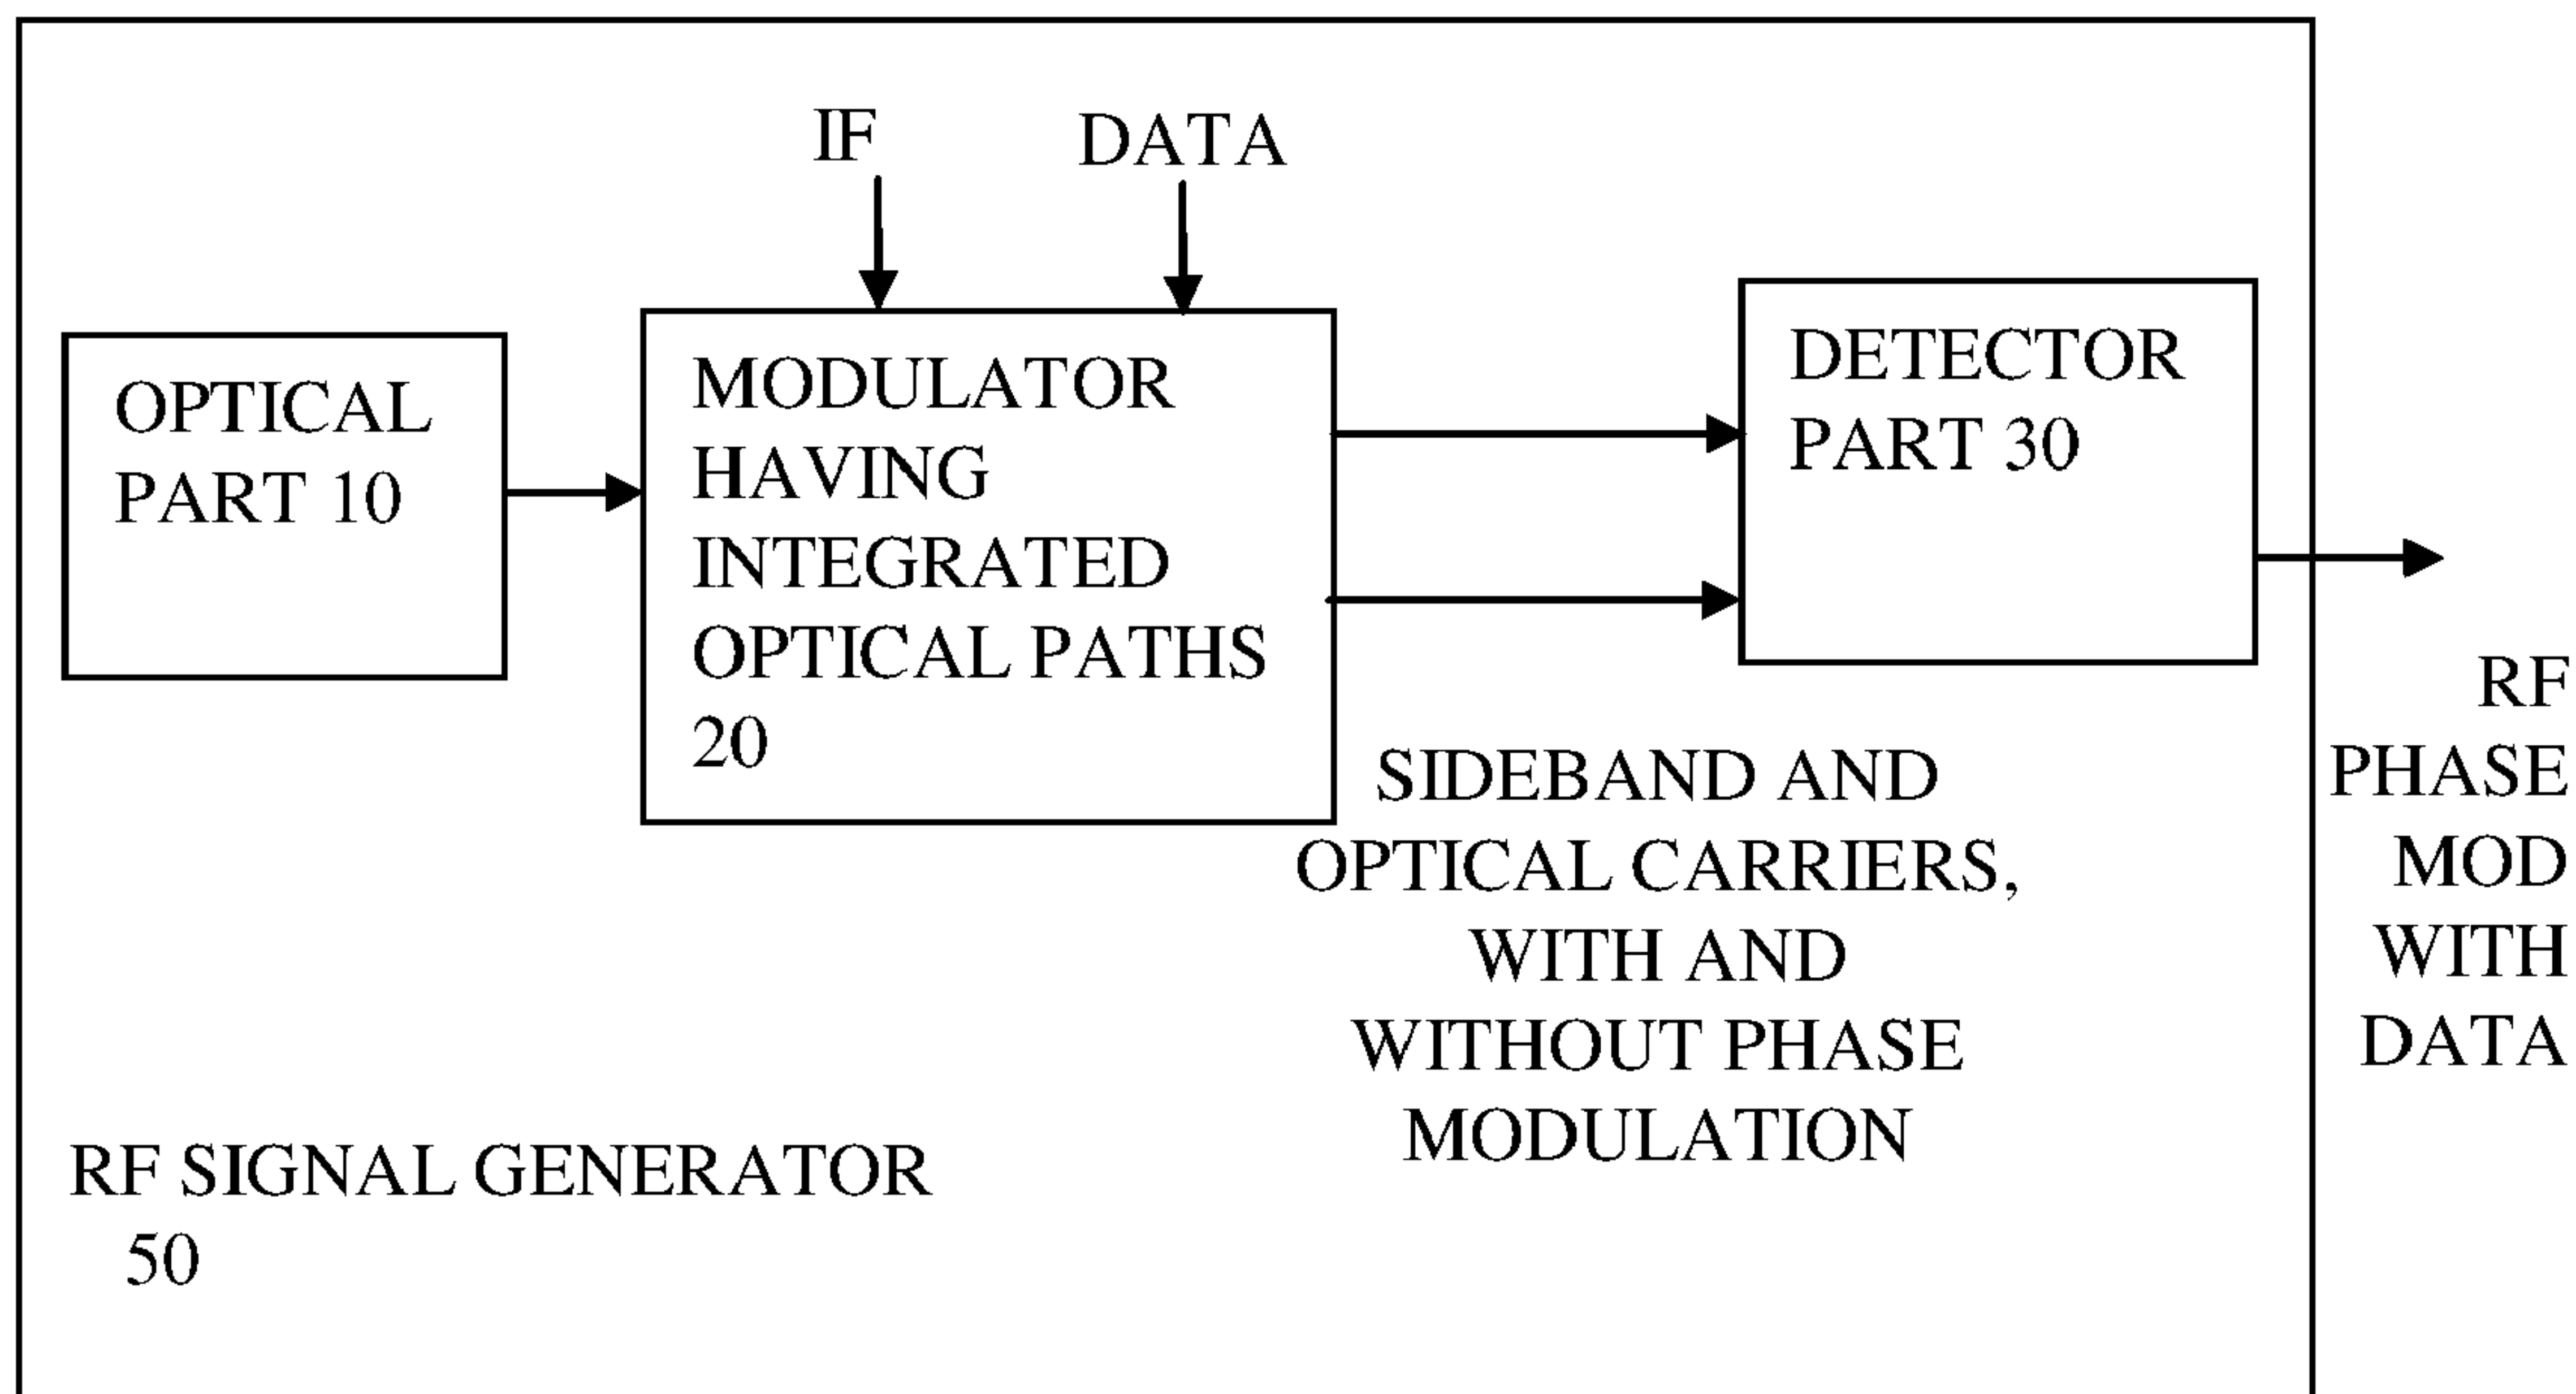 IF
DATA
OPTICAL
PART 10
MODULATOR
HAVING
INTEGRATED
OPTICAL PATHS
20
DETECTOR
PART 30
SIDEBAND AND
OPTICAL CARRIERS,
WITH AND
WITHOUT PHASE
MODULATION
RF
PHASE
MOD
WITH
DATA
RF SIGNAL GENERATOR
50